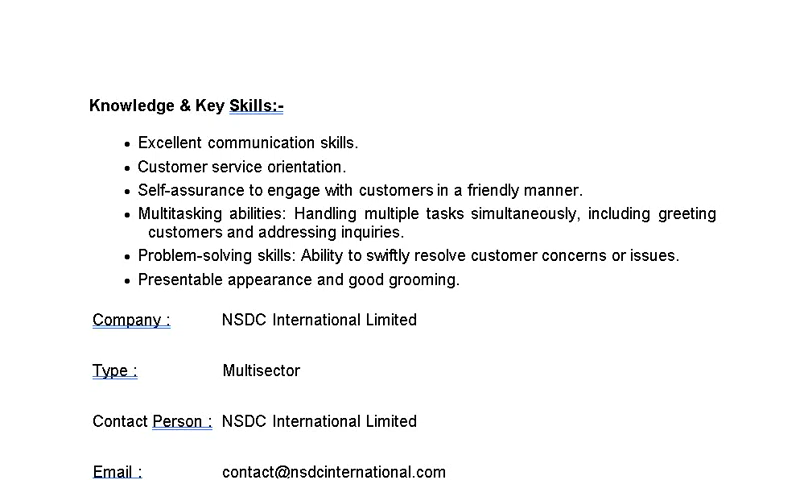 Knowledge & Key Skills:-
• Excellent communication skills.
• Customer service orientation.
• Self-assurance to engage with customers in a friendly manner.
• Multitasking abilities: Handling multiple tasks simultaneously, including greeting
customers and addressing inquiries.
• Problem-solving skills: Ability to swiftly resolve customer concerns or issues.
• Presentable appearance and good grooming.
Company : NSDC International Limited
Type : Multisector
Contact Person : NSDC International Limited
Email : contact@nsdcinternational.com